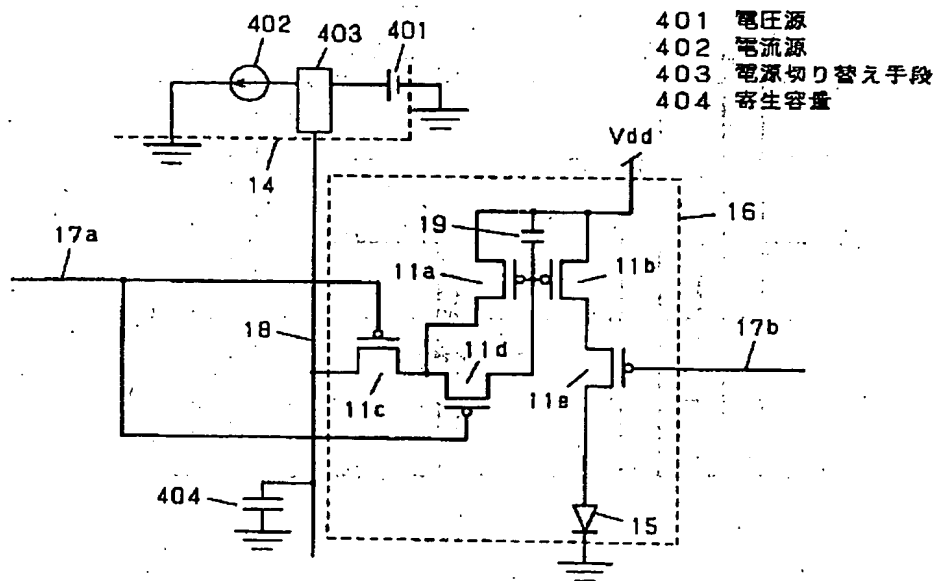 401 電圧源
402 電流源
403 電源切り替え手段
404 寄生容量
402
403
401
Vdd
14
16
19
17a
11a
11b
18
11d
17b
11c
11e
404
15